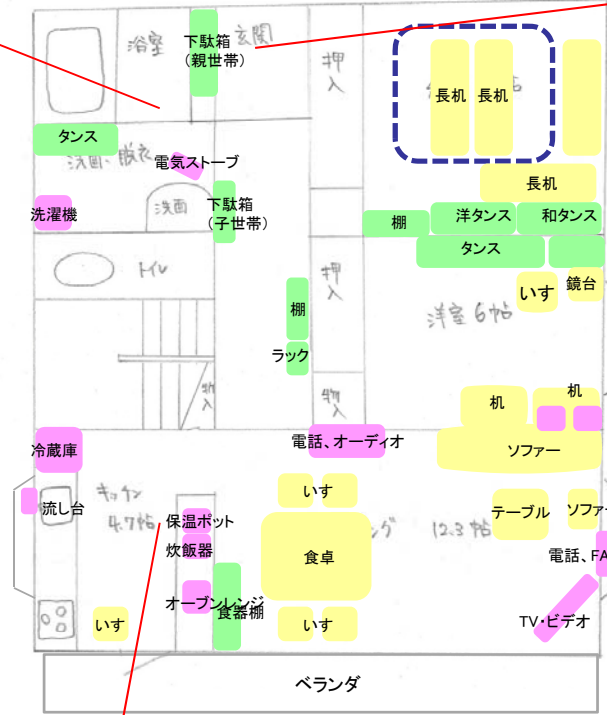 浴室
下駄箱
（親世帯）
玄関
押入
長机
長机
タンス
洗面・脱衣
電気ストーブ
長机
洗濯機
洗面
下駄箱
（子世帯）
棚
洋タンス
和タンス
タンス
トイレ
押入
いす
鏡台
棚
洋室6帖
ラック
物入
物入
机
机
冷蔵庫
電話、オーディオ
ソファー
キッチン
4.7帖
いす
流し台
保温ポット
テーブル
ソファー
炊飯器
食卓
ング
12.3帖
電話、FA
オーブンレンジ
食器棚
いす
いす
TV・ビデオ
ベランダ